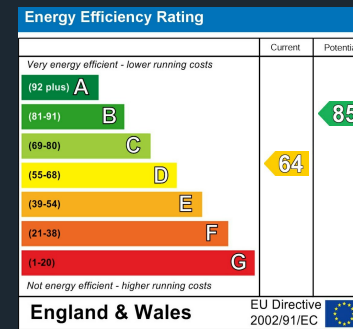 Energy Efficiency Rating
Current Potentia
Very energy efficient - lower running costs
(92 plus) A
(81-91) B
85
(69-80) C
(55-68) D
64
(39-54) E
(21-38) F
(1-20) G
Not energy efficient - higher running costs
England & Wales
EU Directive
2002/91/EC